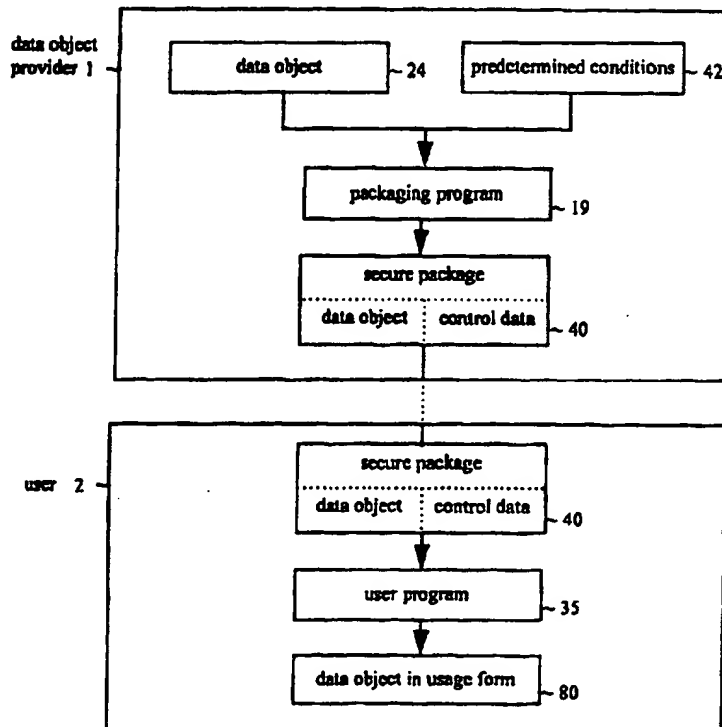 data object
provider 1
data object
24
predetermined conditions
42
packaging program
19
secure package
data object control data
40
user 2
secure package
data object control data
40
user program
35
data object in usage form
80